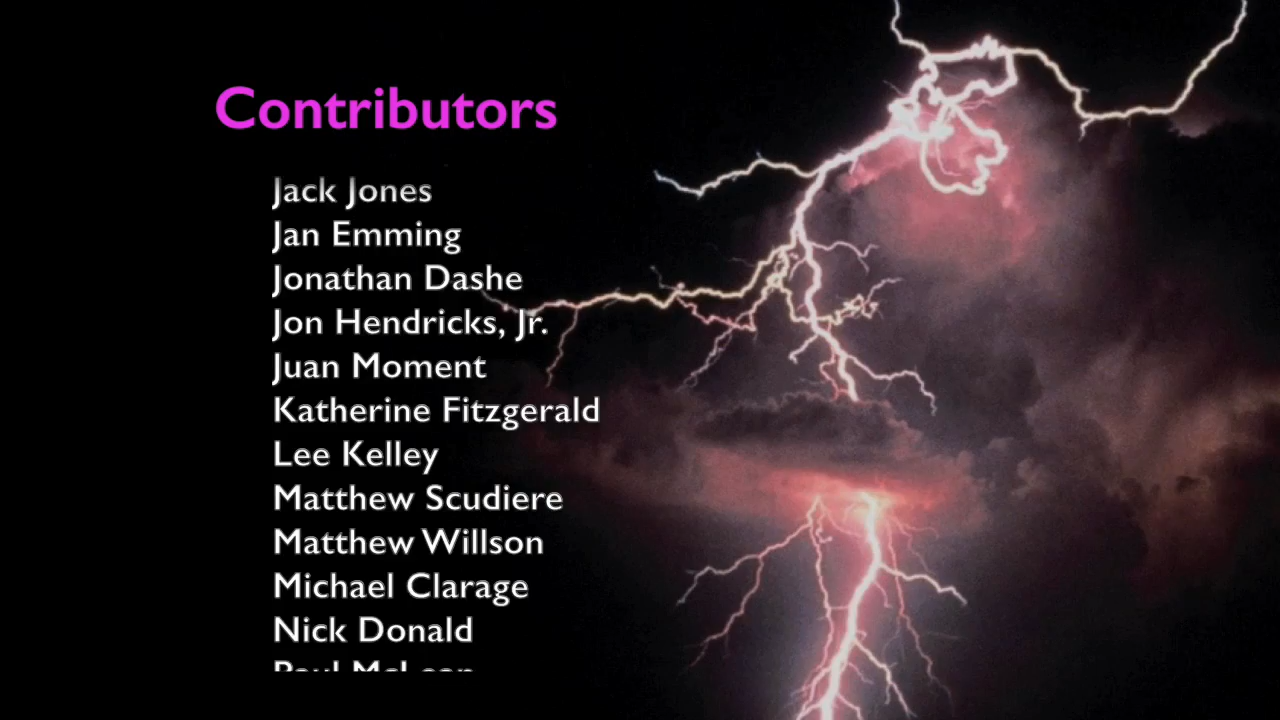 Contributors
Jack Jones
Jan Emming
Jonathan Dashe
Jon Hendricks, Jr.
Juan Moment
Katherine Fitzgerald
Lee Kelley
Matthew Scudiere
Matthew Willson
Michael Clarage
Nick Donald